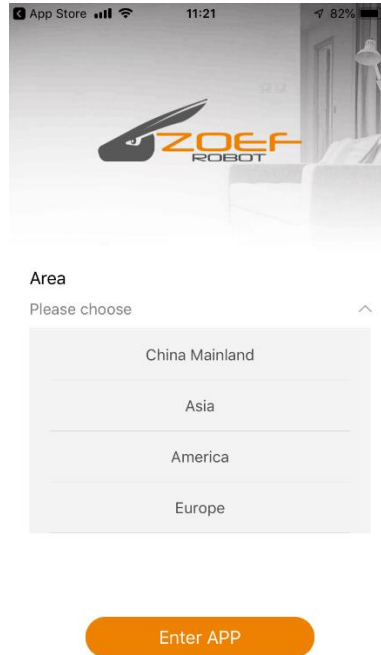 App Store 11:21 82%
ZOEF
ROBOT
Area
Please choose
China Mainland
Asia
America
Europe
Enter APP